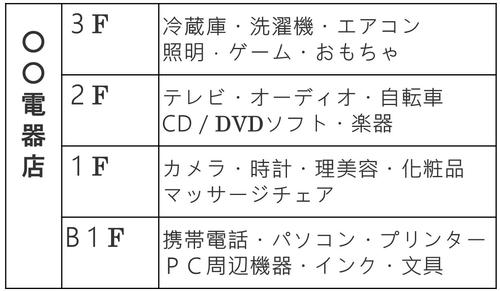 〇〇電器店
3F
冷蔵庫・洗濯機・エアコン
照明・ゲーム・おもちゃ
2F
テレビ・オーディオ・自転車
CD/DVDソフト・楽器
1F
カメラ・時計・理美容・化粧品
マッサージチェア
B1F
携帯電話・パソコン・プリンター
PC周辺機器・インク・文具